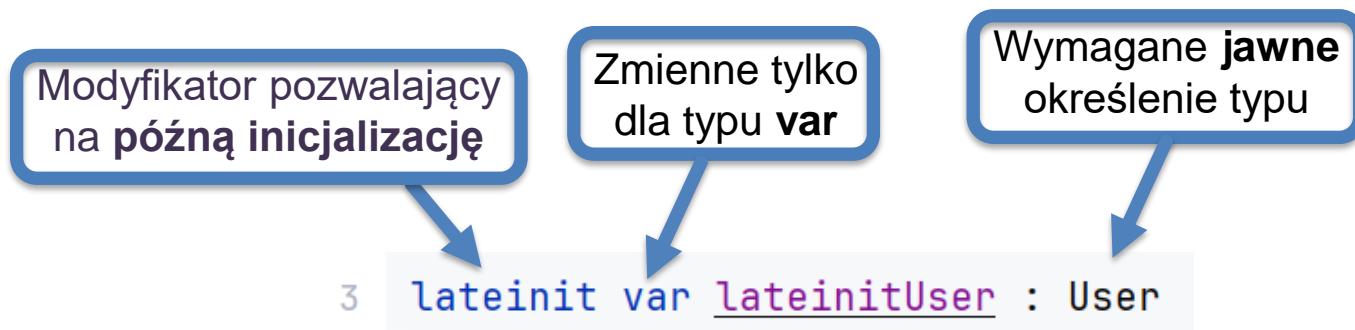 Modyfikator pozwalający
na późną inicjalizację
Zmienne tylko
dla typu var
Wymagane jawne
określenie typu
3 lateinit var lateinitUser : User